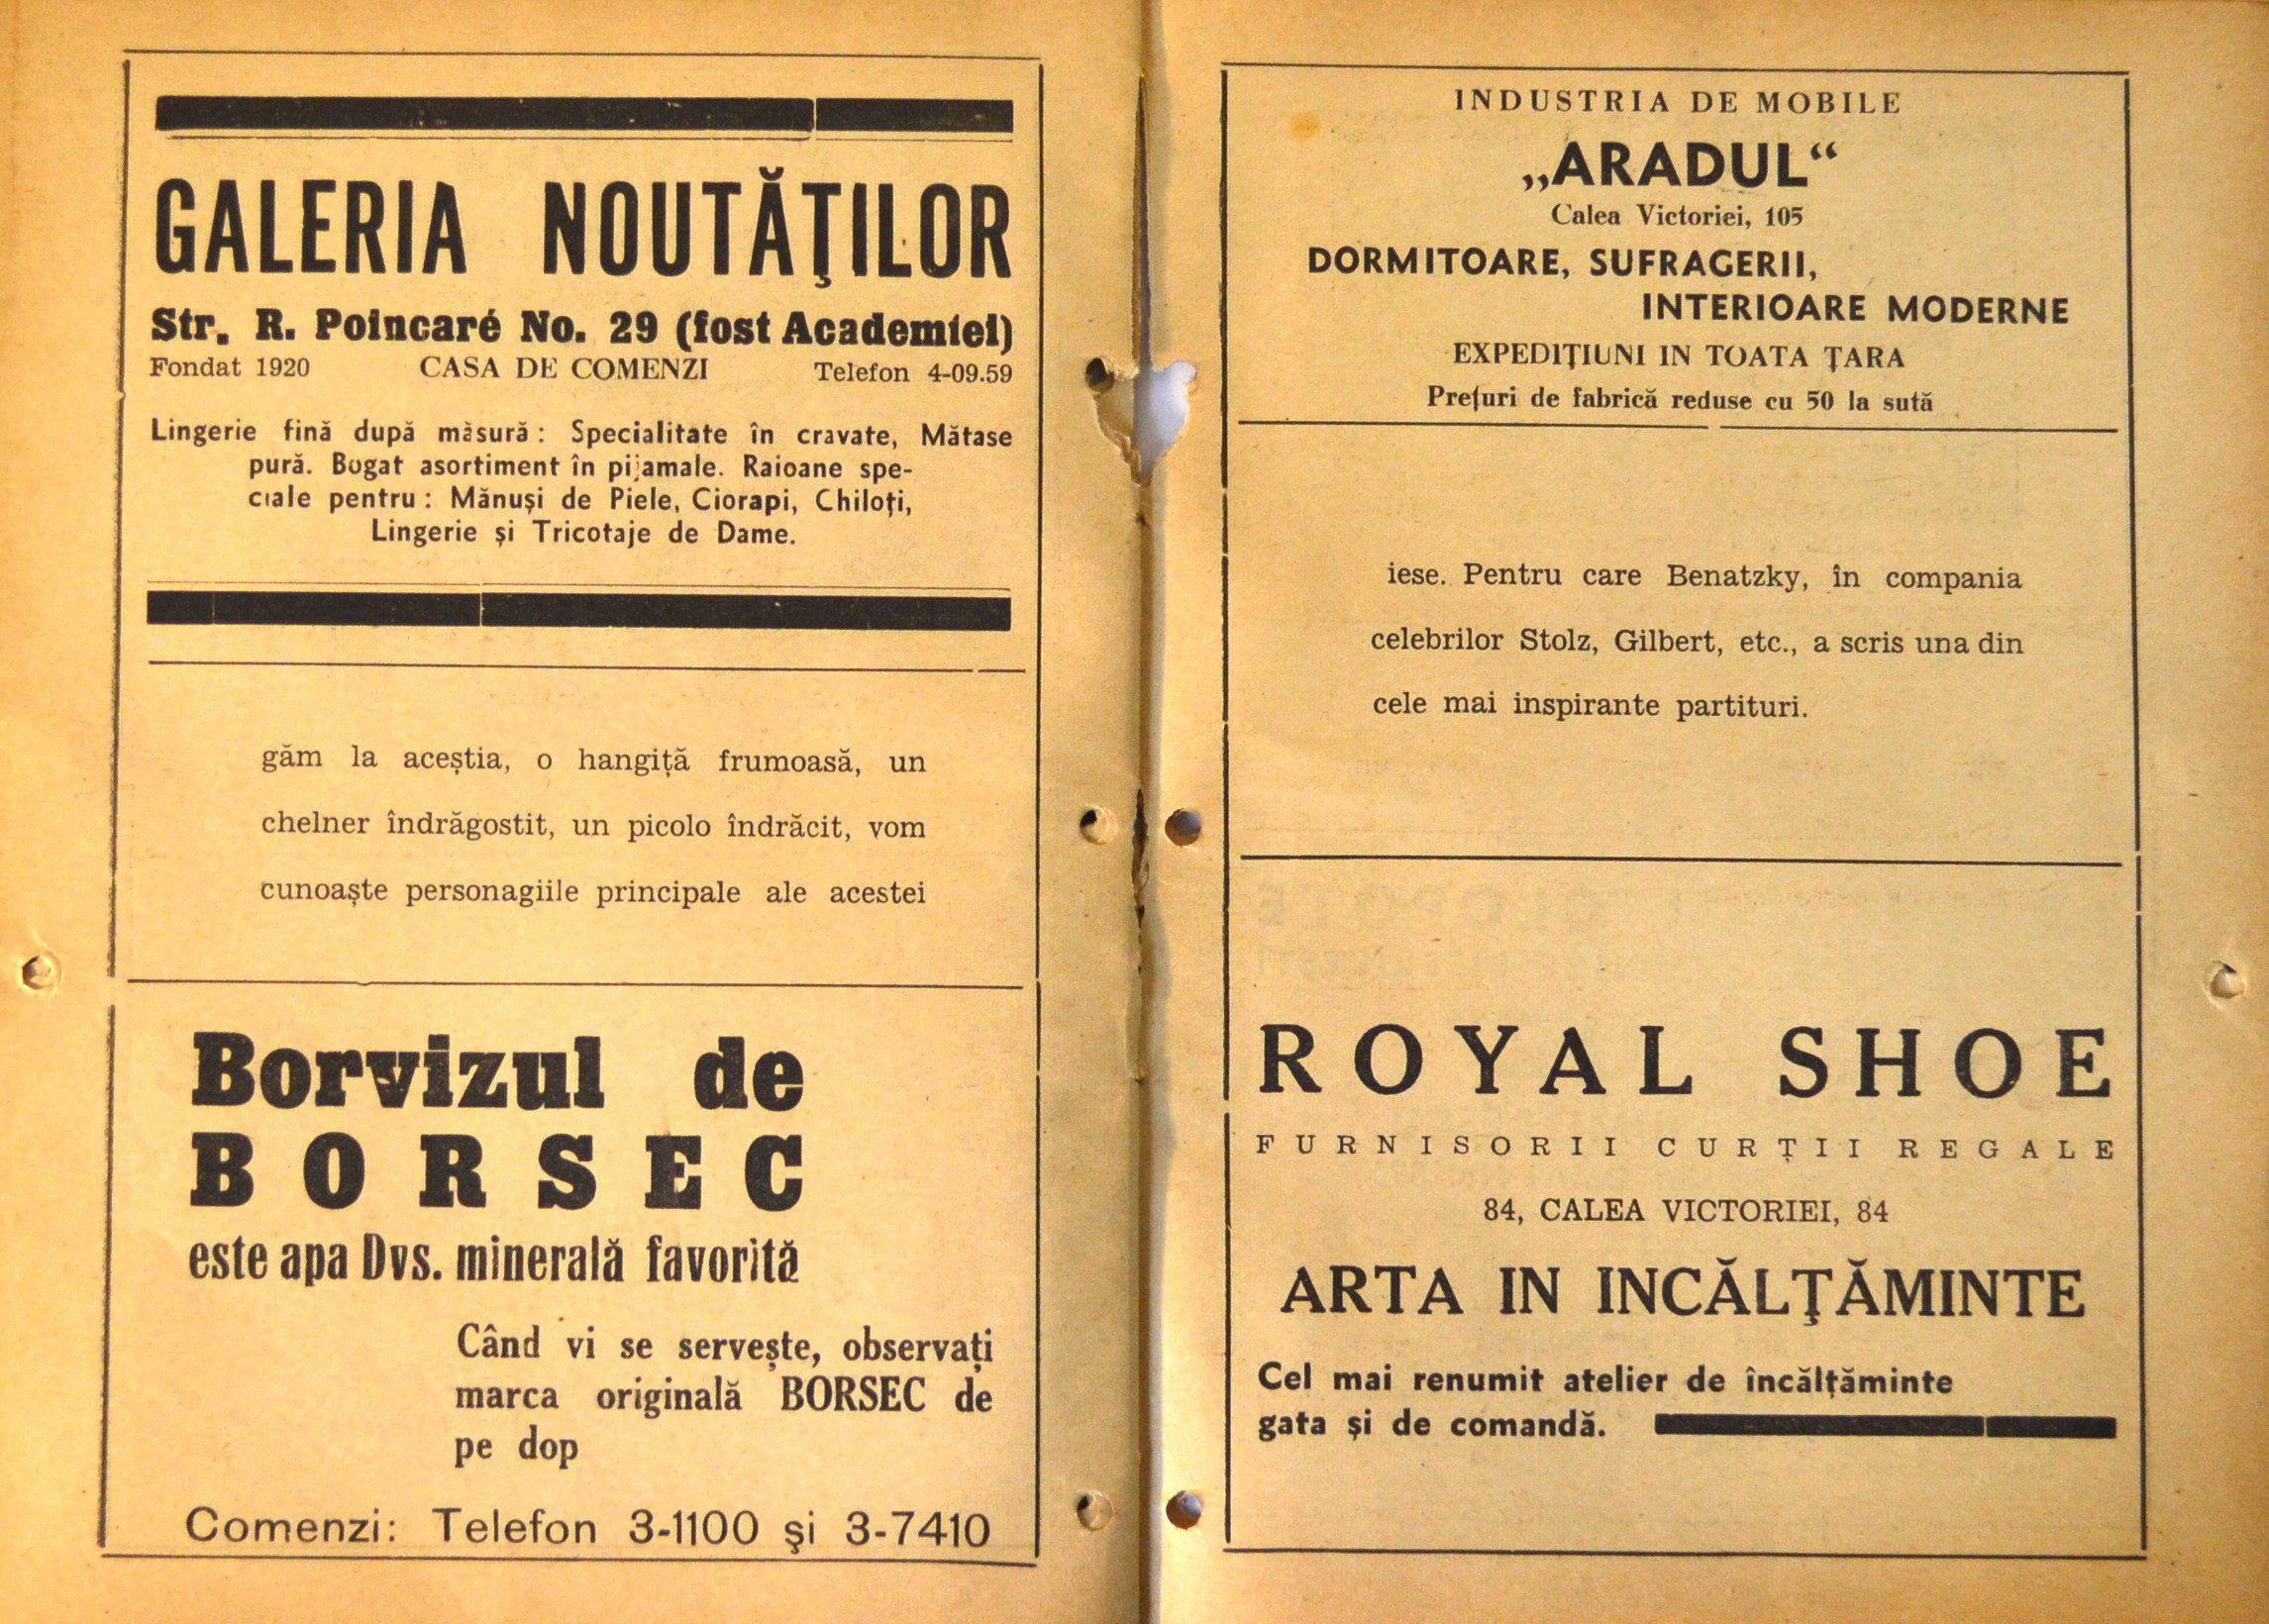 GALERIA NOUTĂŢILOR
Str. R. Poincaré No. 29 (fost Academiei)
Fondat 1920 CASA DE COMENZI Telefon 4-09.59
Lingerie fină după măsură : Specialitate în cravate, Mătase
pură. Bogat asortiment în pijamale. Raioane spe-
ciale pentru : Mănuşi de Piele, Ciorapi, Chiloţi,
Lingerie şi Tricotaje de Dame.
găm la aceştia, o hangiţă frumoasă, un
chelner îndrăgostit, un picolo îndrăcit, vom
cunoaşte personagiile principale ale acestei
Borvizul de
BORSEC
este apa Dvs. minerală favorită
Când vi se serveşte, observaţi
marca originală BORSEC de
pe dop
Comenzi: Telefon 3-1100 şi 3-7410
INDUSTRIA DE MOBILE
„ARADUL“
Calea Victoriei, 105
DORMITOARE, SUFRAGERII,
INTERIOARE MODERNE
EXPEDIŢIUNI IN TOATA ŢARA
Preţuri de fabrică reduse cu 50 la sută
iese. Pentru care Benatzky, în compania
celebrilor Stolz, Gilbert, etc., a scris una din
cele mai inspirante partituri.
ROYAL SHOE
FURNISORII CURŢII REGALE
84, CALEA VICTORIEI, 84
ARTA IN INCĂLŢĂMINTE
Cel mai renumit atelier de încălţăminte
gata şi de comandă.